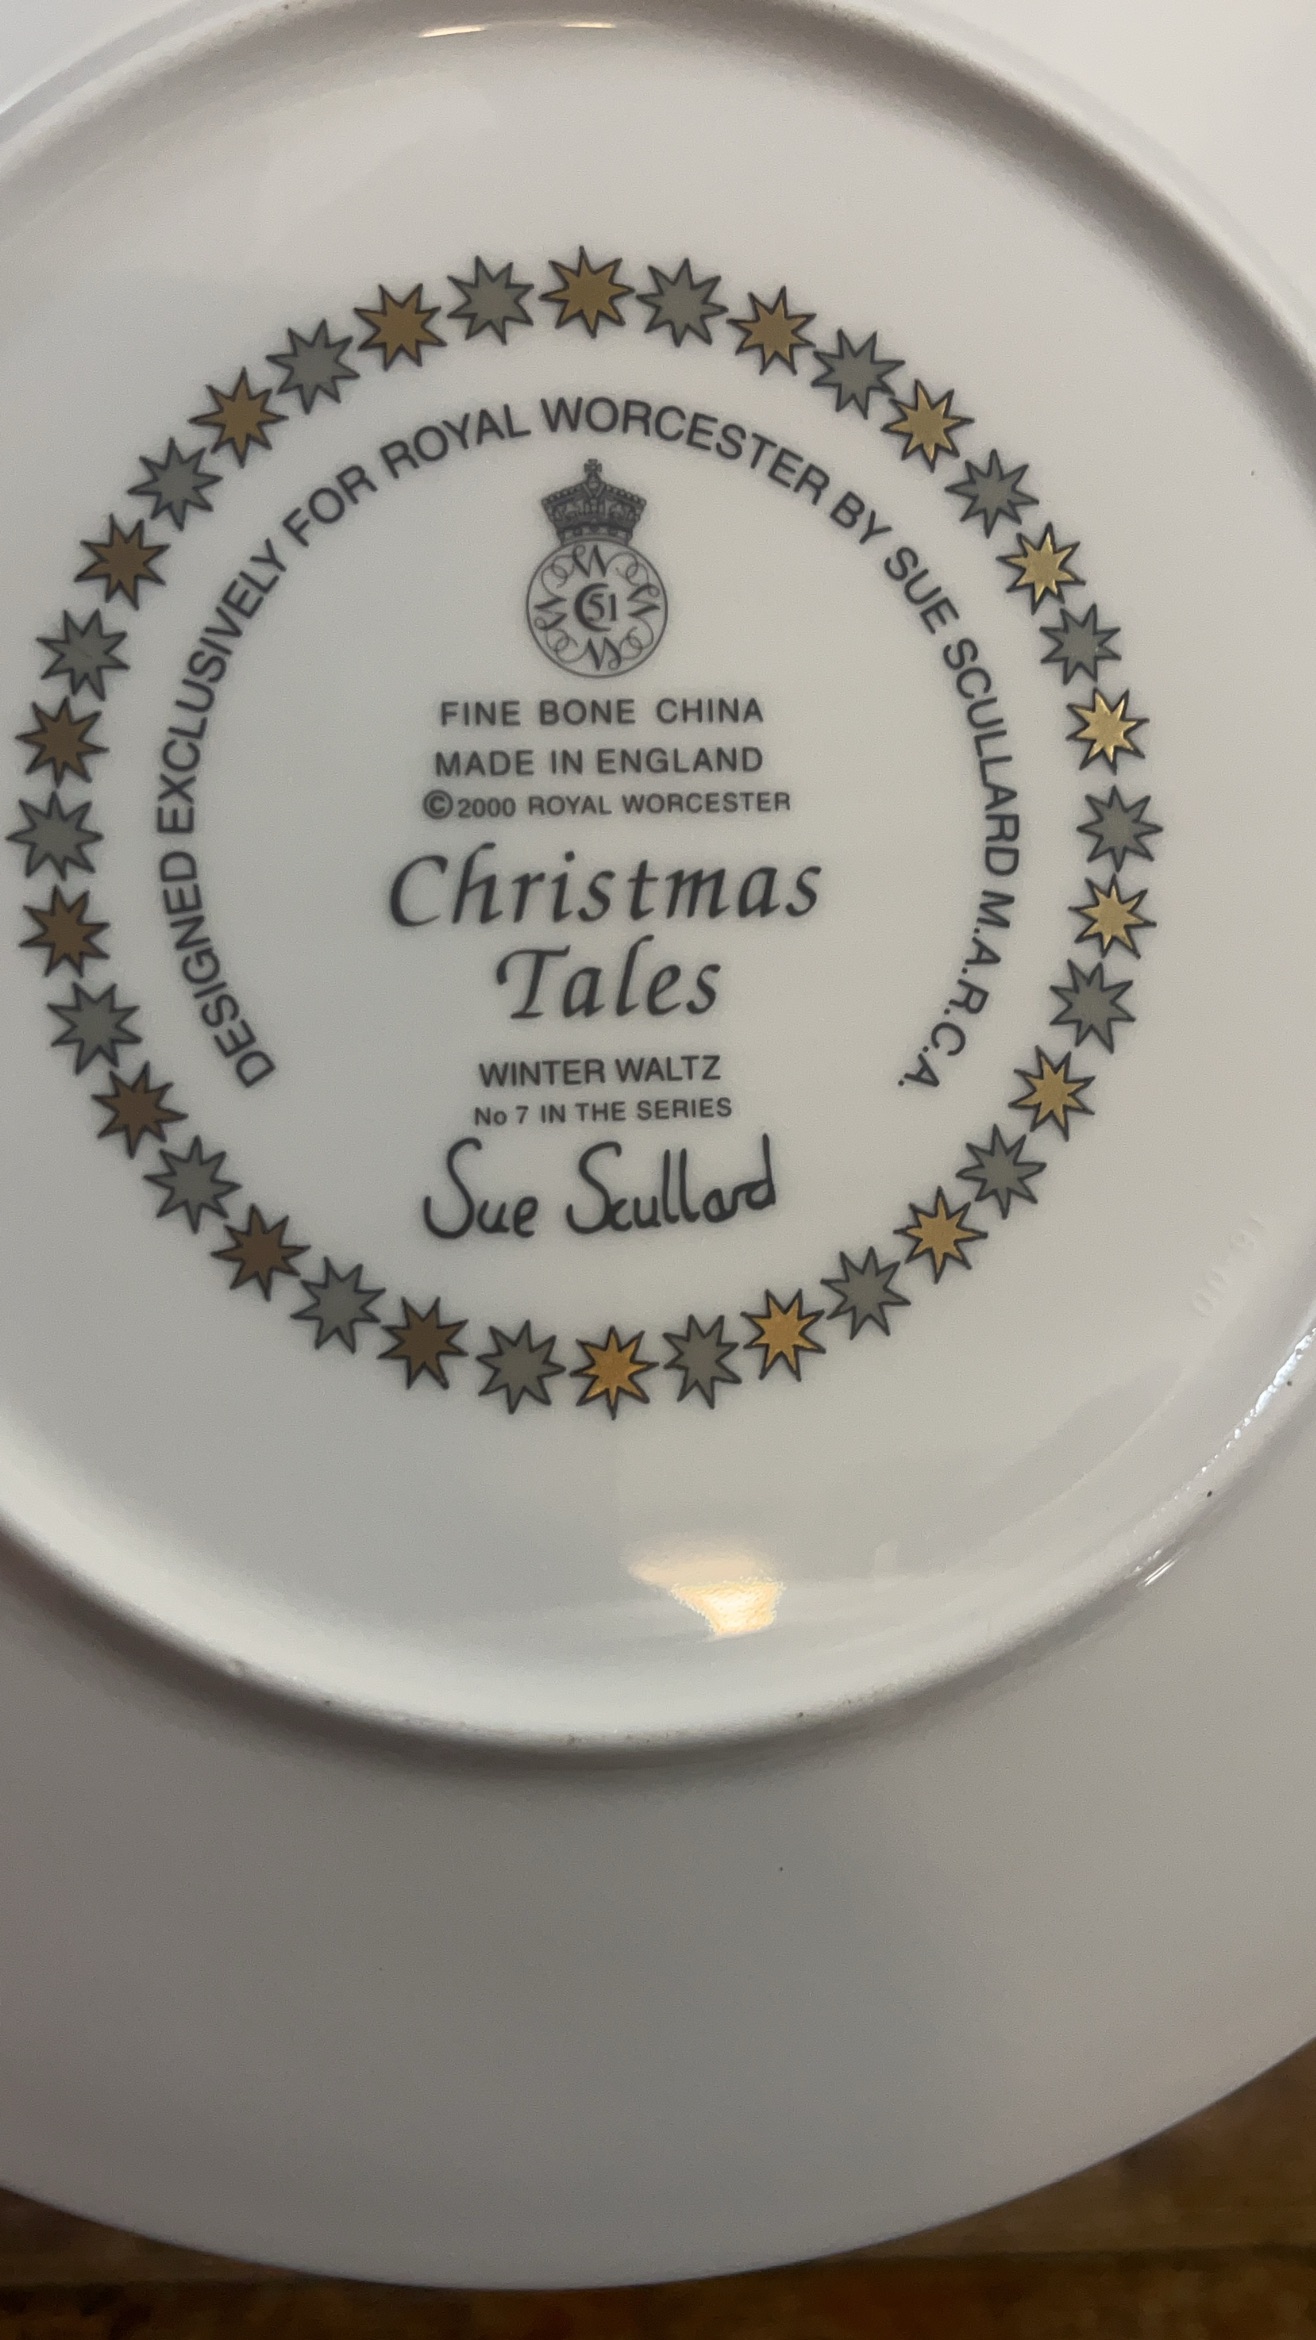 DESIGNED EXCLUSIVELY FOR ROYAL WORCESTER BY SUE SCULLARD M.A.R.C.A.
51
FINE BONE CHINA
MADE IN ENGLAND
©2000 ROYAL WORCESTER
Christmas
Tales
WINTER WALTZ
No 7 IN THE SERIES
Sue Scullard